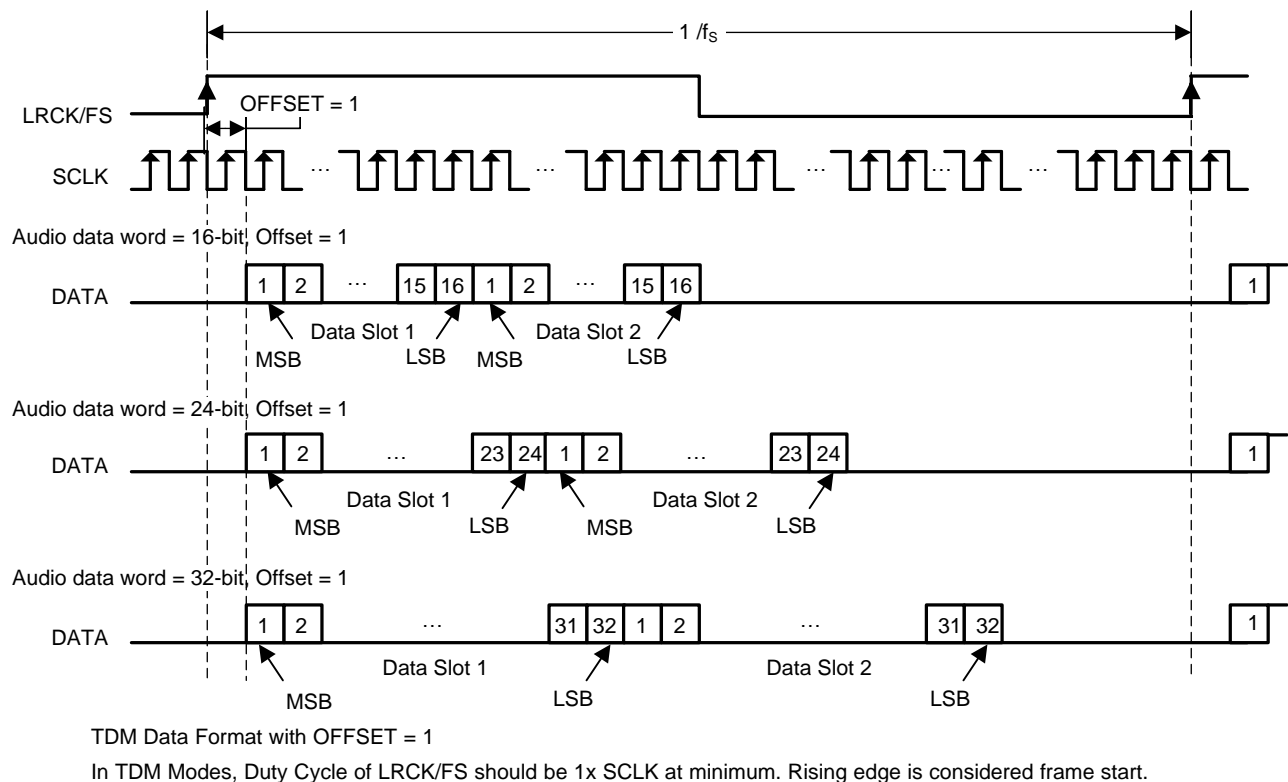 1 /fS
LRCK/FS
OFFSET = 1
SCLK
... ... ... ... ...
Audio data word = 16-bit, Offset = 1
DATA
1 2 ... 15 16 1 2 ... 15 16 1
Data Slot 1 Data Slot 2
MSB LSB MSB LSB
Audio data word = 24-bit, Offset = 1
DATA
1 2 ... 23 24 1 2 ... 23 24 1
Data Slot 1 Data Slot 2
MSB LSB MSB LSB
Audio data word = 32-bit, Offset = 1
DATA
1 2 ... 31 32 1 2 ... 31 32 1
Data Slot 1 Data Slot 2
MSB LSB LSB
TDM Data Format with OFFSET = 1
In TDM Modes, Duty Cycle of LRCK/FS should be 1x SCLK at minimum. Rising edge is considered frame start.